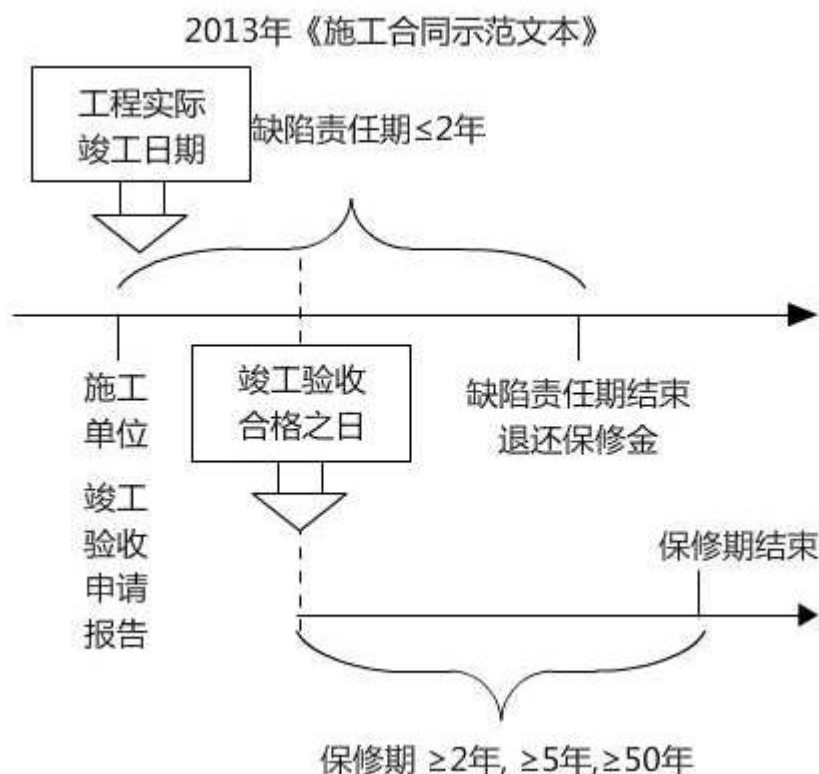 2013年《施工合同示范文本》
工程实际
竣工日期
缺陷责任期≤2年
施工
单位
竣工
验收
申请
报告
竣工验收
合格之日
缺陷责任期结束
退还保修金
保修期结束
保修期 ≥2年, ≥5年,≥50年